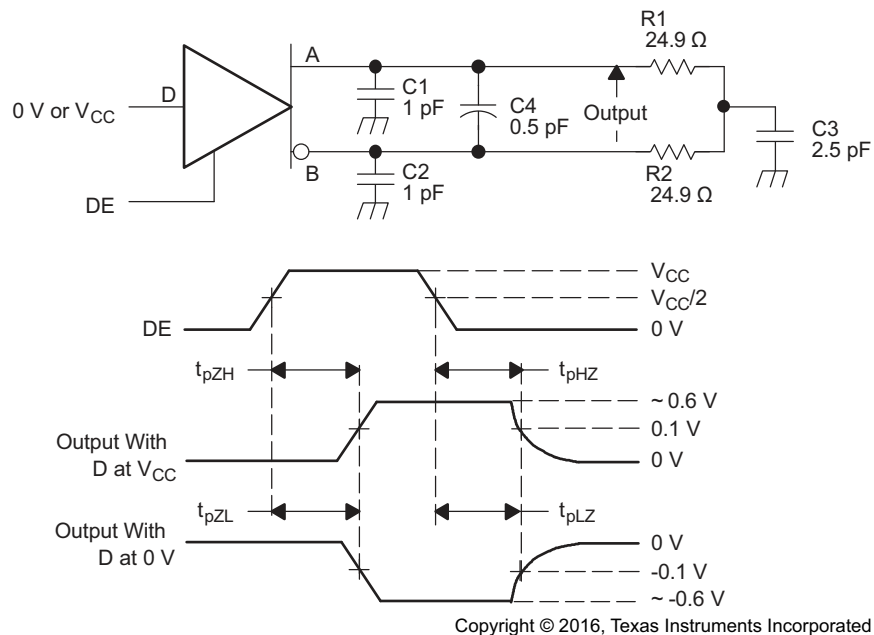 R1
24.9 Ω
A
C1
1 pF
C4
0.5 pF
Output
D
0 V or VCC
C3
2.5 pF
B
C2
1 pF
R2
24.9 Ω
DE
VCC
VCC/2
DE
0 V
tpZH
tpHZ
~ 0.6 V
0.1 V
Output With
D at VCC
0 V
tpZL
tpLZ
Output With
D at 0 V
0 V
-0.1 V
~ -0.6 V
Copyright © 2016, Texas Instruments Incorporated